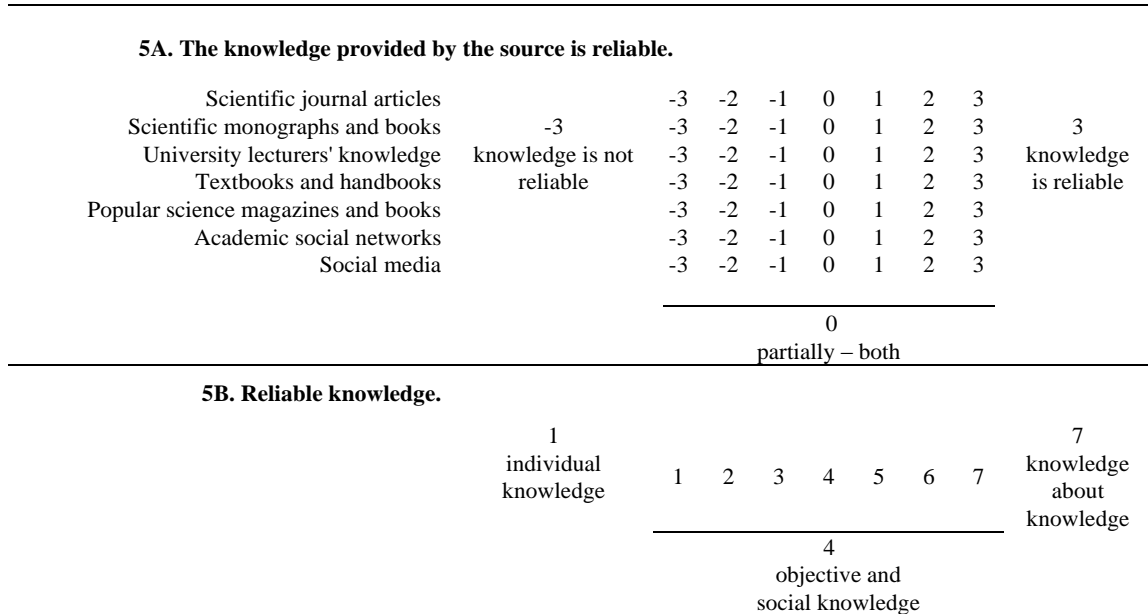 5A. The knowledge provided by the source is reliable.
Scientific journal articles -3 -2 -1 0 1 2 3
Scientific monographs and books -3 -3 -2 -1 0 1 2 3 3
University lecturers' knowledge knowledge is not -3 -2 -1 0 1 2 3 knowledge
Textbooks and handbooks reliable -3 -2 -1 0 1 2 3 is reliable
Popular science magazines and books -3 -2 -1 0 1 2 3
Academic social networks -3 -2 -1 0 1 2 3
Social media -3 -2 -1 0 1 2 3
0
partially – both
5B. Reliable knowledge.
1
individual
knowledge
1 2 3 4 5 6 7
7
knowledge
about
knowledge
4
objective and
social knowledge